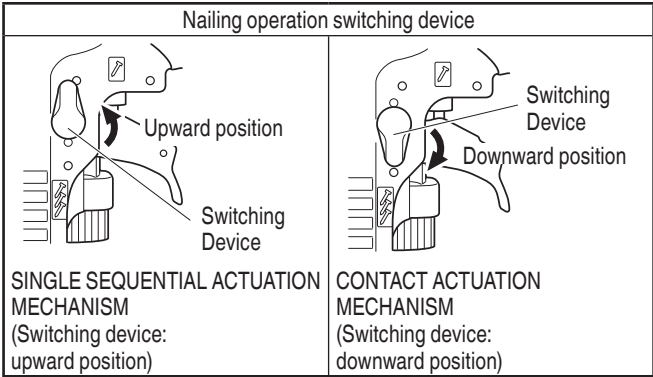 Nailing operation switching device
Upward position
Switching
Device
SINGLE SEQUENTIAL ACTUATION
MECHANISM
(Switching device:
upward position)
Switching
Device
Downward position
CONTACT ACTUATION
MECHANISM
(Switching device:
downward position)